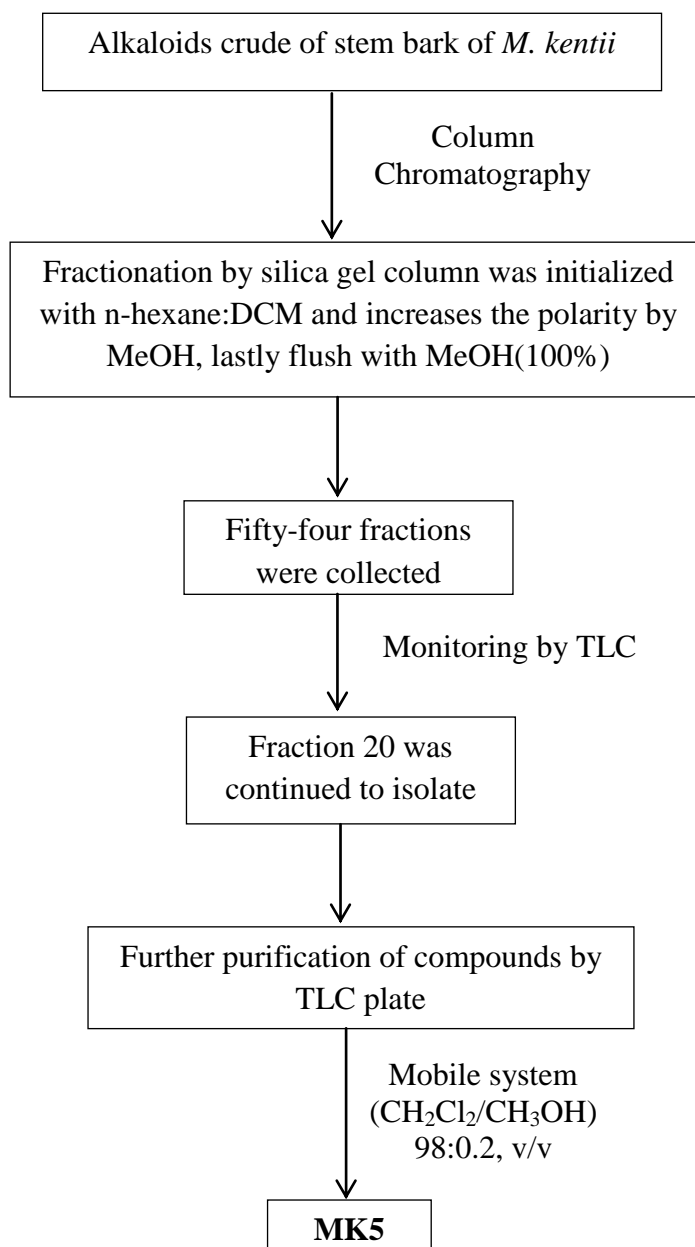 Alkaloids crude of stem bark of M. kentii
Column
Chromatography
Fractionation by silica gel column was initialized
with n-hexane:DCM and increases the polarity by
MeOH, lastly flush with MeOH(100%)
Fifty-four fractions
were collected
Monitoring by TLC
Fraction 20 was
continued to isolate
Further purification of compounds by
TLC plate
Mobile system
(CH₂Cl₂/CH₃OH)
98:0.2, v/v
MK5